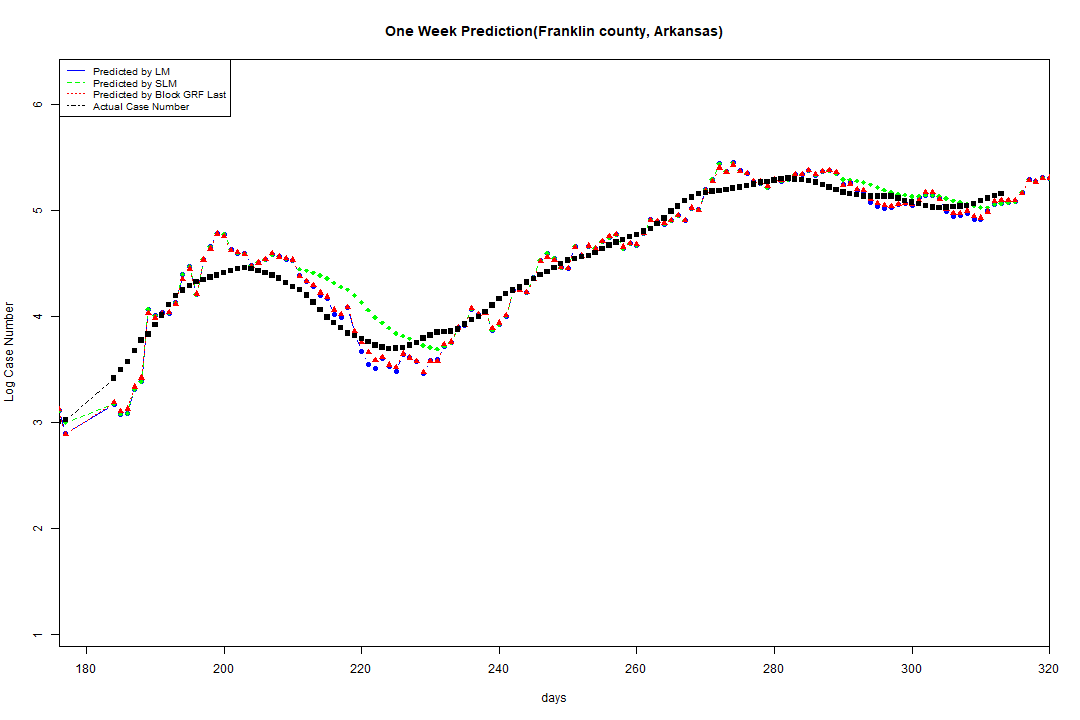 One Week Prediction(Franklin county, Arkansas)
Predicted by LM
Predicted by SLM
Predicted by Block GRF Last
Actual Case Number
Log Case Number
6
5
4
3
2
1
180 200 220 240 260 280 300 320
days